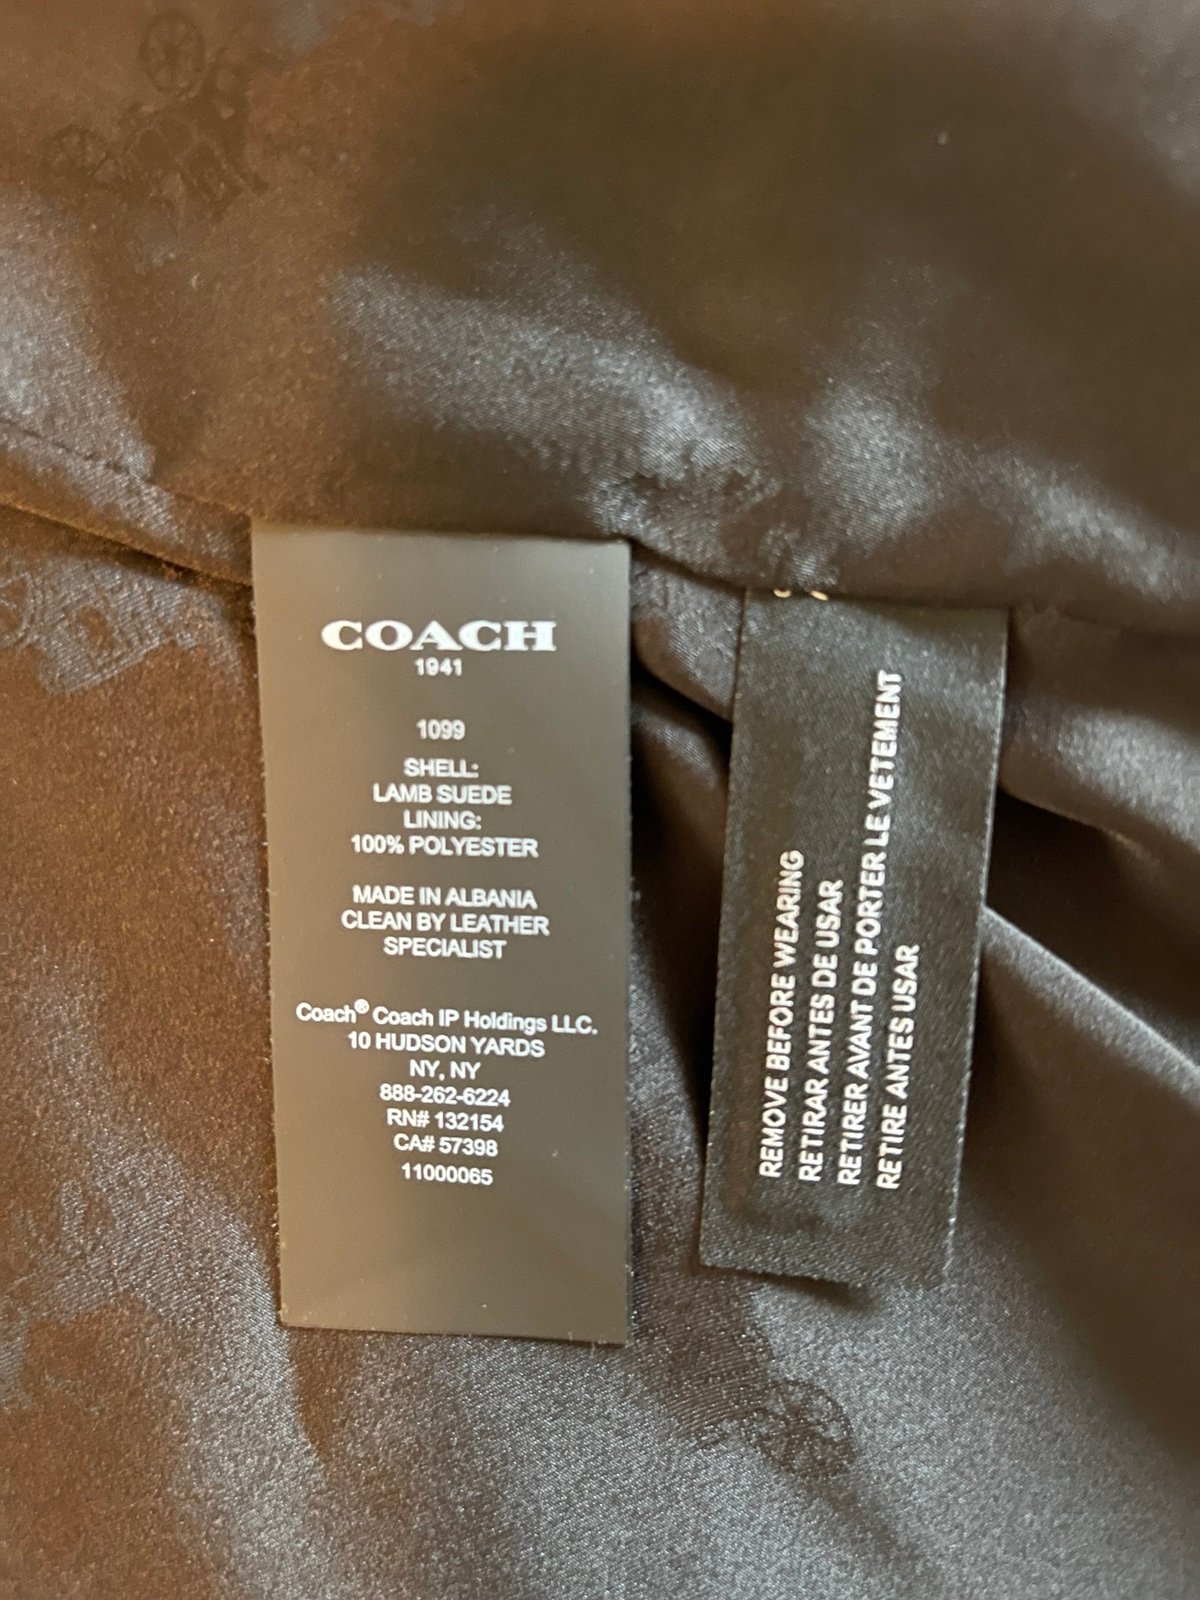 COACH
1941
1099
SHELL:
LAMB SUEDE
LINING:
100% POLYESTER
MADE IN ALBANIA
CLEAN BY LEATHER
SPECIALIST
Coach® Coach IP Holdings LLC.
10 HUDSON YARDS
NY, NY
888-262-6224
RN# 132154
CA# 57398
11000065
REMOVE BEFORE WEARING
RETIRAR ANTES DE USAR
RETIRER AVANT DE PORTER LE VETEMENT
RETIRE ANTES USAR